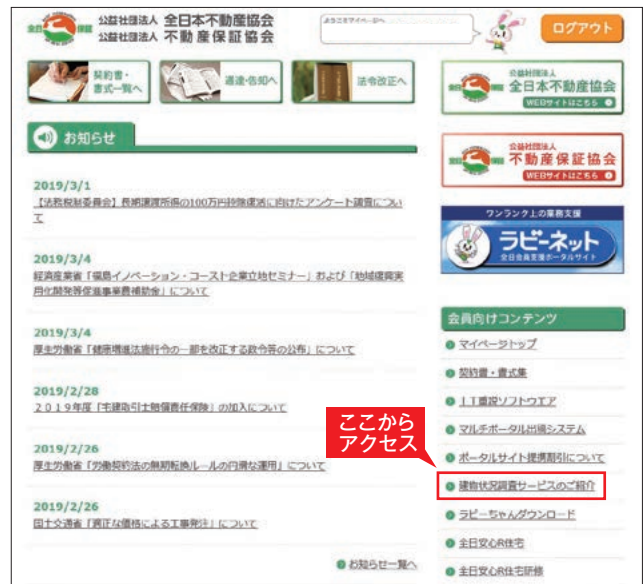 公益社団法人 全日本不動産協会
公益社団法人 不動産保証協会
全日 保証
ようこそマイページへ
ログアウト
契約書・
書式一覧へ
通達・告知へ
法令改正へ
公益社団法人
全日本不動産協会
WEBサイトはこちら
お知らせ
公益社団法人
不動産保証協会
WEBサイトはこちら
2019/3/1
【法務税制委員会】長期譲渡所得の100万円控除復活に向けたアンケート調査につい
て
ワンランク上の業務支援
ラビーネット
全日会員支援ポータルサイト
2019/3/4
経済産業省「福島イノベーション・コースト企業立地セミナー」および「地域復興実
用化開発等促進事業費補助金」について
2019/3/4
厚生労働省「健康増進法施行令の一部を改正する政令等の公布」について
2019/2/28
2019年度「宅建取引士賠償責任保険」の加入について
2019/2/26
厚生労働省「労働契約法の無期転換ルールの円滑な運用」について
2019/2/26
国土交通省「適正な価格による工事発注」について
お知らせ一覧へ
会員向けコンテンツ
マイページトップ
契約書・書式集
IT重説ソフトウエア
マルチポータル出稿システム
ポータルサイト提携割引について
ここから
アクセス
建物状況調査サービスのご紹介
ラビーちゃんダウンロード
全日安心R住宅
全日安心R住宅研修